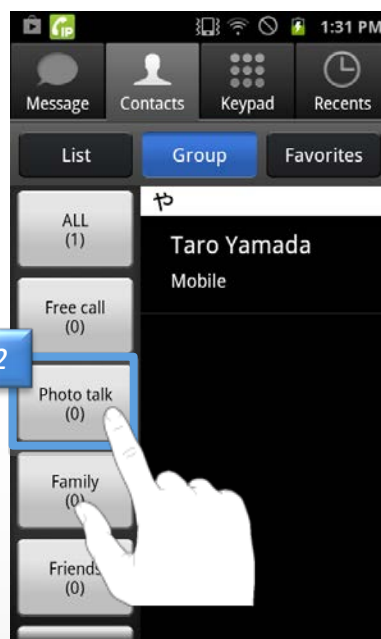 1:31 PM
Message
Contacts
Keypad
Recents
List
Group
Favorites
ALL
(1)
や
Taro Yamada
Mobile
Free call
(0)
2
Photo talk
(0)
Family
(0)
Friends
(0)